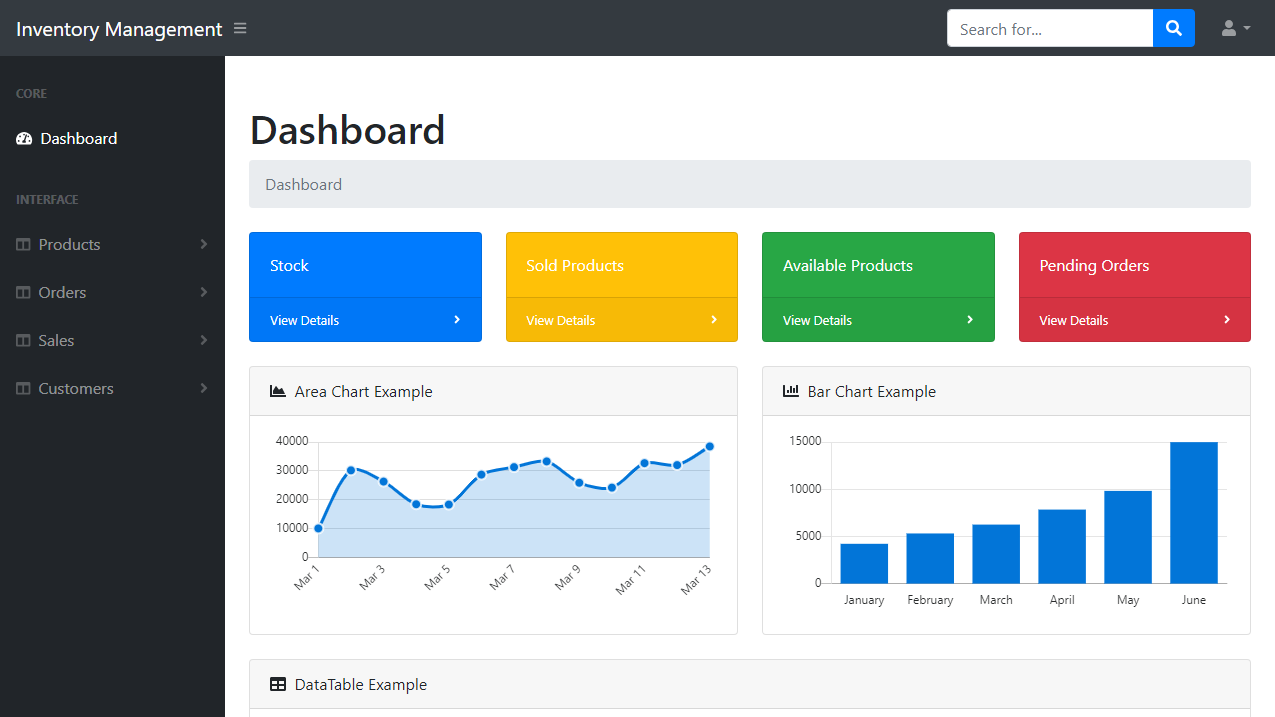 Inventory Management
Search for...
CORE
Dashboard
INTERFACE
Products
Orders
Sales
Customers
Dashboard
Dashboard
Stock
View Details
Sold Products
View Details
Available Products
View Details
Pending Orders
View Details
Area Chart Example
40000
30000
20000
10000
0
Mar 1 Mar 3 Mar 5 Mar 7 Mar 9 Mar 11 Mar 13
Bar Chart Example
15000
10000
5000
0
January February March April May June
DataTable Example